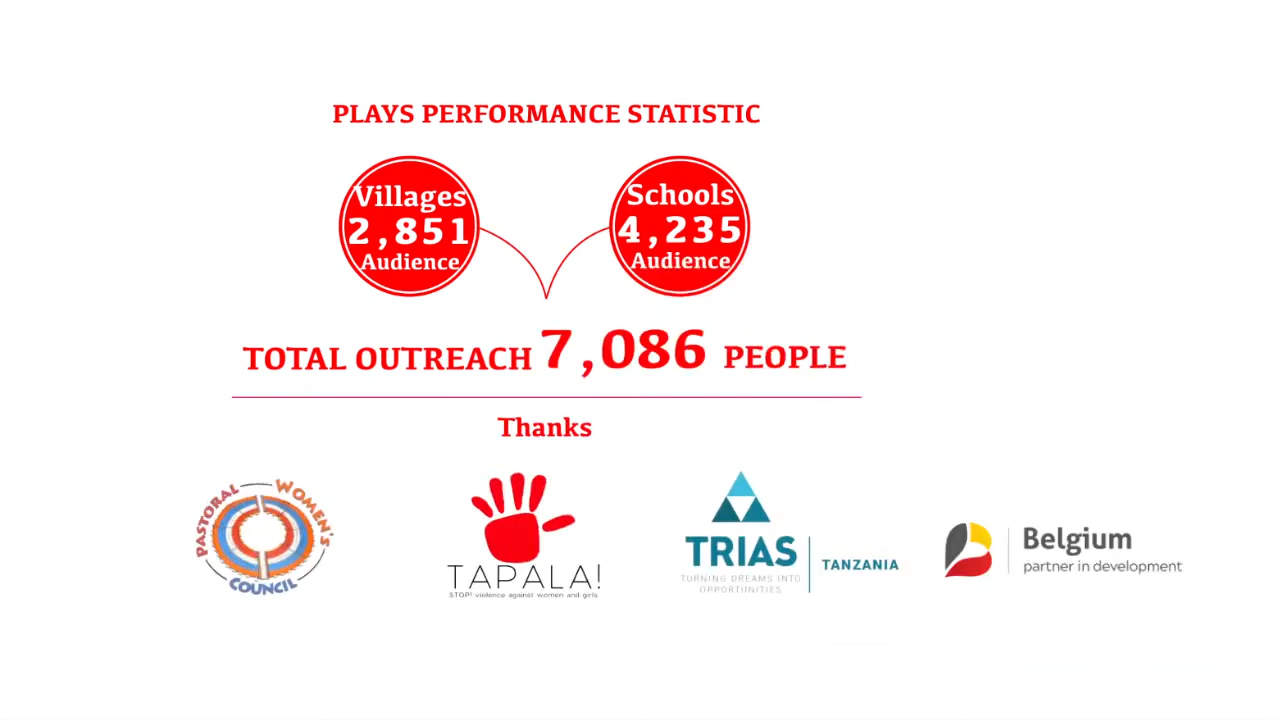 PLAYS PERFORMANCE STATISTIC
Villages
2,851
Audience
Schools
4,235
Audience
TOTAL OUTREACH 7,086 PEOPLE
Thanks
PASTORAL WOMEN'S COUNCIL
TAPALA!
STOP! violence against women and girls
TRIAS
TURNING DREAMS INTO
OPPORTUNITIES
TANZANIA
Belgium
partner in development